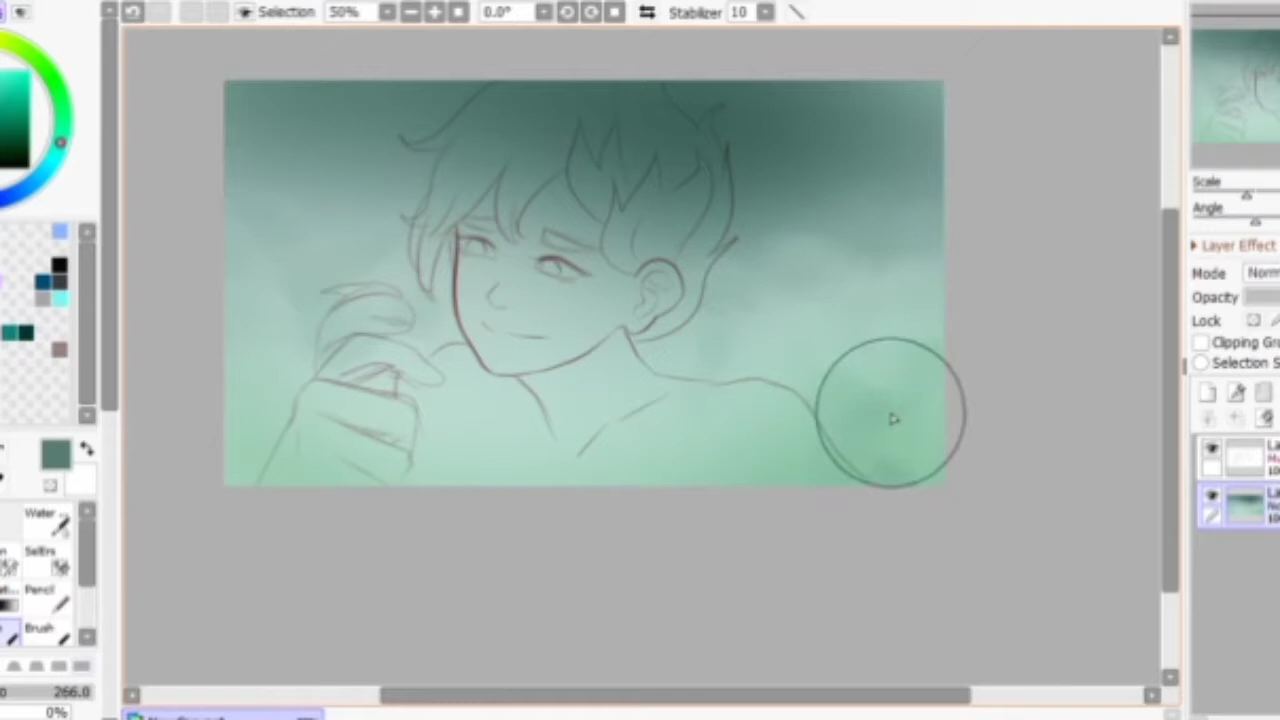 Selection 50% 0.0° Stabilizer 10
Scale
Angle
Layer Effect
Mode
Opacity
Lock
Clipping
Selection
Water
SelErs
Pencil
Brush
266.0
0%